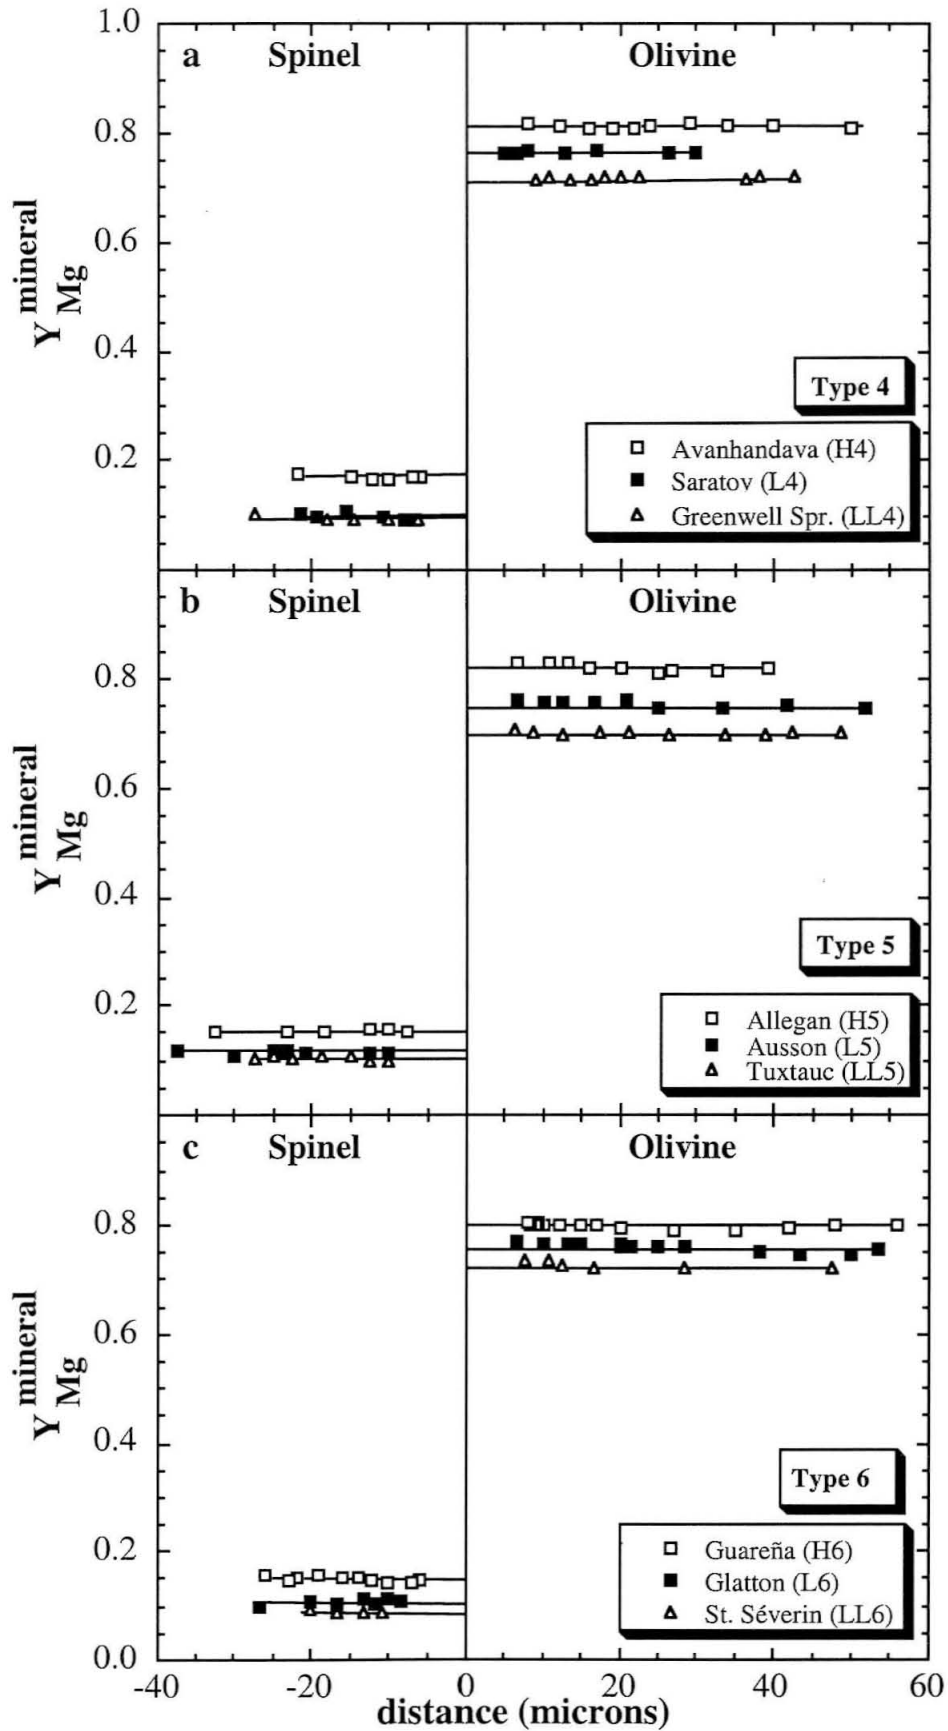 1.0
a Spinel Olivine
0.8
0.6
Y mineral Mg
0.4
Type 4
0.2
Avanhandava (H4)
Saratov (L4)
Greenwell Spr. (LL4)
b Spinel Olivine
0.8
0.6
Y mineral Mg
0.4
Type 5
0.2
Allegan (H5)
Ausson (L5)
Tuxtauc (LL5)
c Spinel Olivine
0.8
0.6
Y mineral Mg
0.4
Type 6
0.2
Guareña (H6)
Glatton (L6)
St. Séverin (LL6)
0.0
-40 -20 0 20 40 60
distance (microns)